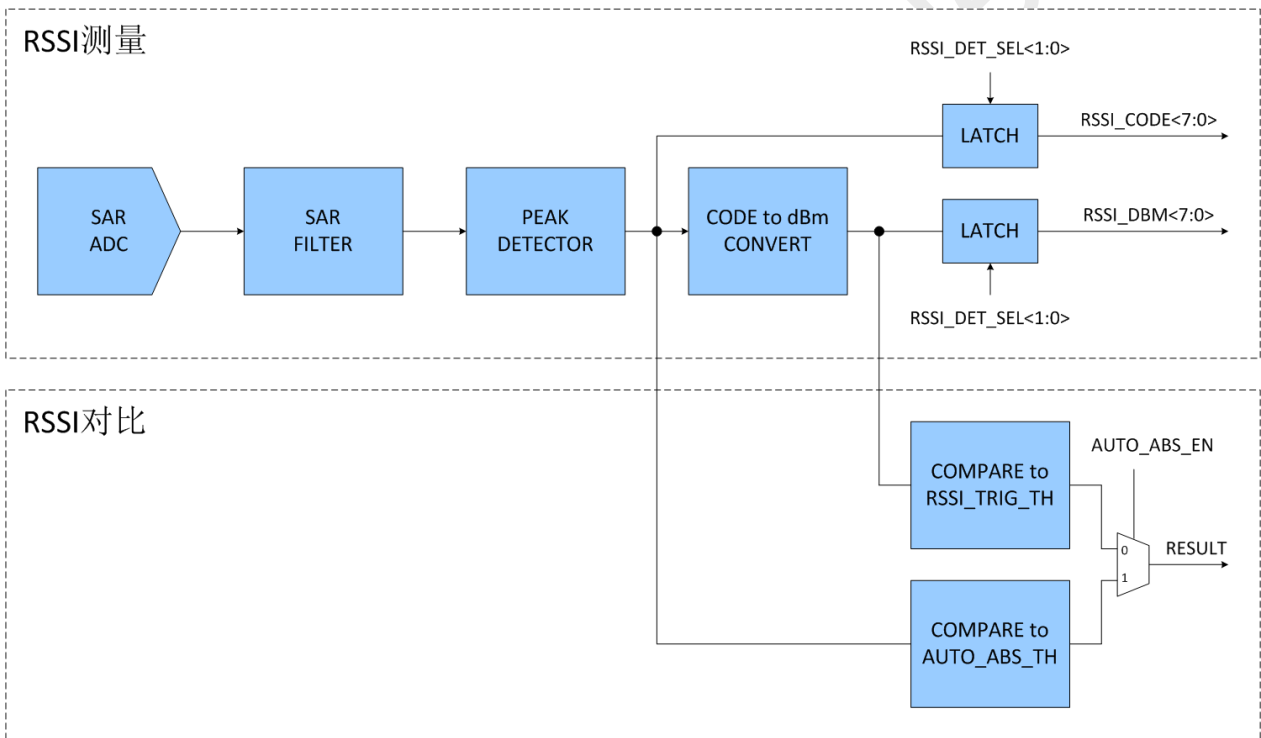 RSSI测量
RSSI_DET_SEL<1:0>
LATCH
RSSI_CODE<7:0>
SAR
ADC
SAR
FILTER
PEAK
DETECTOR
CODE to dBm
CONVERT
LATCH
RSSI_DBM<7:0>
RSSI_DET_SEL<1:0>
RSSI对比
COMPARE to
RSSI_TRIG_TH
AUTO_ABS_EN
0
1
RESULT
COMPARE to
AUTO_ABS_TH